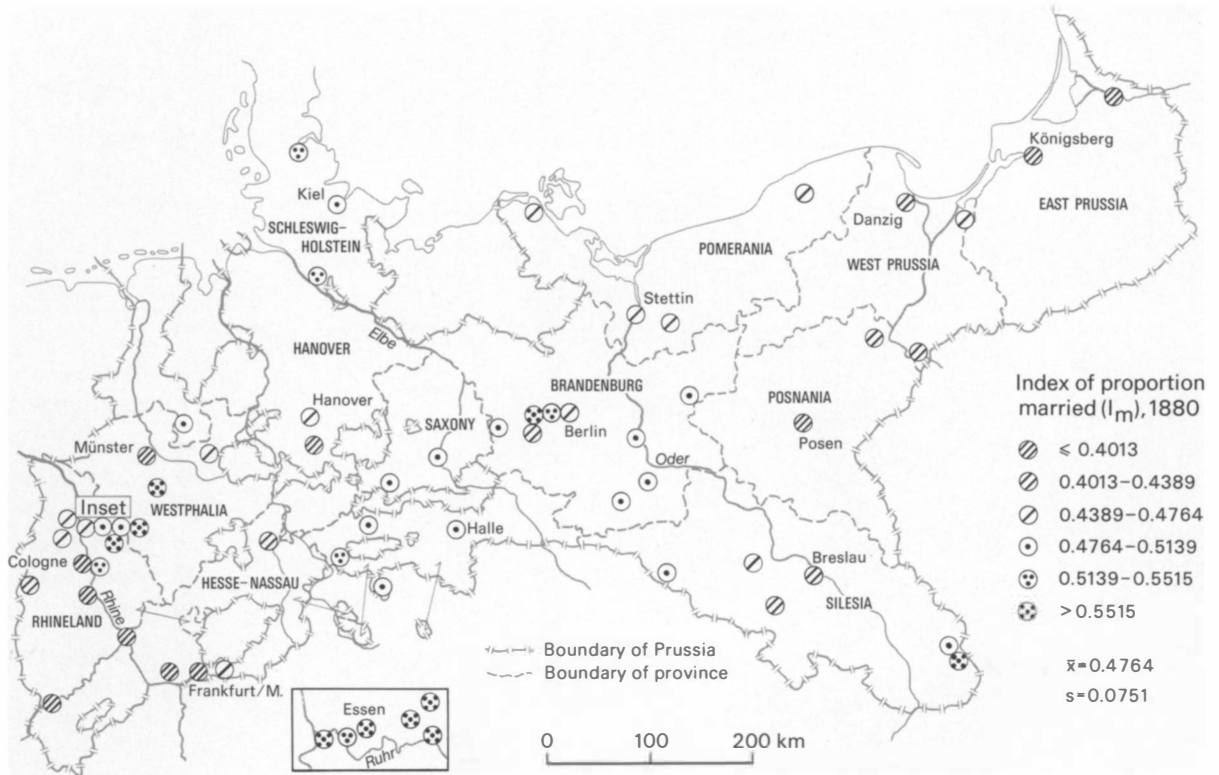 Königsberg
Kiel
Danzig
EAST PRUSSIA
SCHLESWIG-
HOLSTEIN
POMERANIA
WEST PRUSSIA
Stettin
Elbe
HANOVER
BRANDENBURG
POSNANIA
Index of proportion
married (Im), 1880
Hanover
SAXONY
Berlin
Posen
Münster
Oder
≤ 0.4013
0.4013–0.4389
Inset
WESTPHALIA
0.4389–0.4764
Halle
0.4764–0.5139
Cologne
Breslau
HESSE–NASSAU
0.5139–0.5515
SILESIA
> 0.5515
Rhine
RHINELAND
Boundary of Prussia
Boundary of province
x̄=0.4764
s=0.0751
Frankfurt/M.
Essen
Ruhr
0 100 200 km